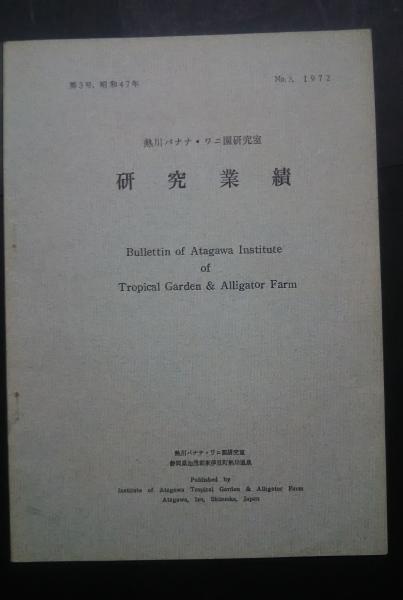 第3号, 昭和47年
No. 3, 1972
熱川バナナ・ワニ園研究室
研究業績
Bullettin of Atagawa Institute
of
Tropical Garden & Alligator Farm
熱川バナナ・ワニ園研究室
静岡県加茂郡東伊豆町熱川温泉
Published by
Institute of Atagawa Tropical Garden & Alligator Farm
Atagawa, Izu, Shizuoka, Japan